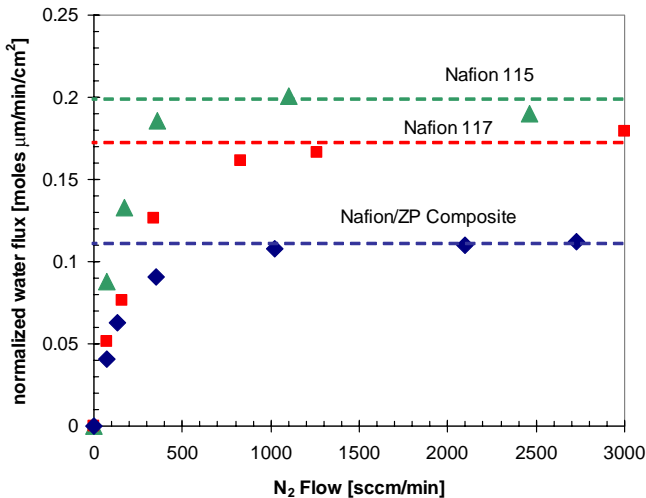 0.25
0.2
0.15
0.1
0.05
0
normalized water flux [moles μm/min/cm²]
Nafion 115
Nafion 117
Nafion/ZP Composite
0 500 1000 1500 2000 2500 3000
N₂ Flow [sccm/min]